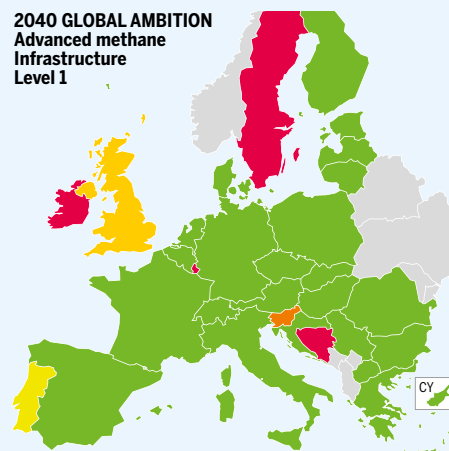 2040 GLOBAL AMBITION
Advanced methane
Infrastructure
Level 1
CY